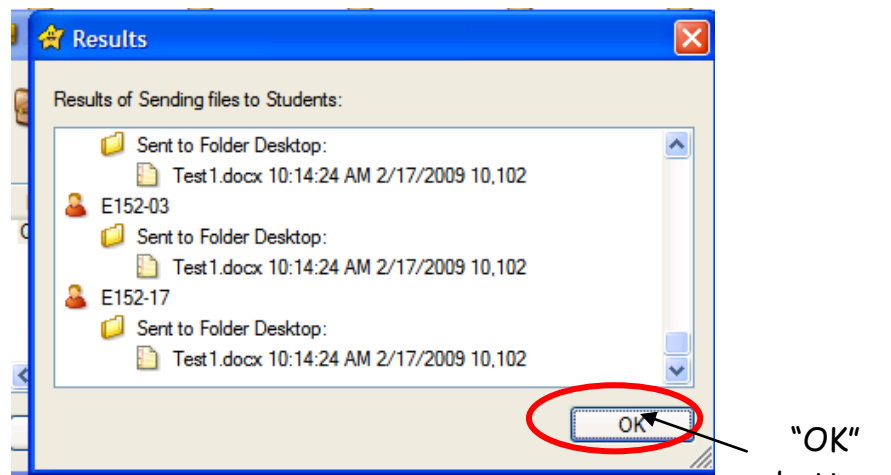 Results
Results of Sending files to Students:
Sent to Folder Desktop:
Test1.docx 10:14:24 AM 2/17/2009 10,102
E152-03
Sent to Folder Desktop:
Test1.docx 10:14:24 AM 2/17/2009 10,102
E152-17
Sent to Folder Desktop:
Test1.docx 10:14:24 AM 2/17/2009 10,102
OK
“OK”